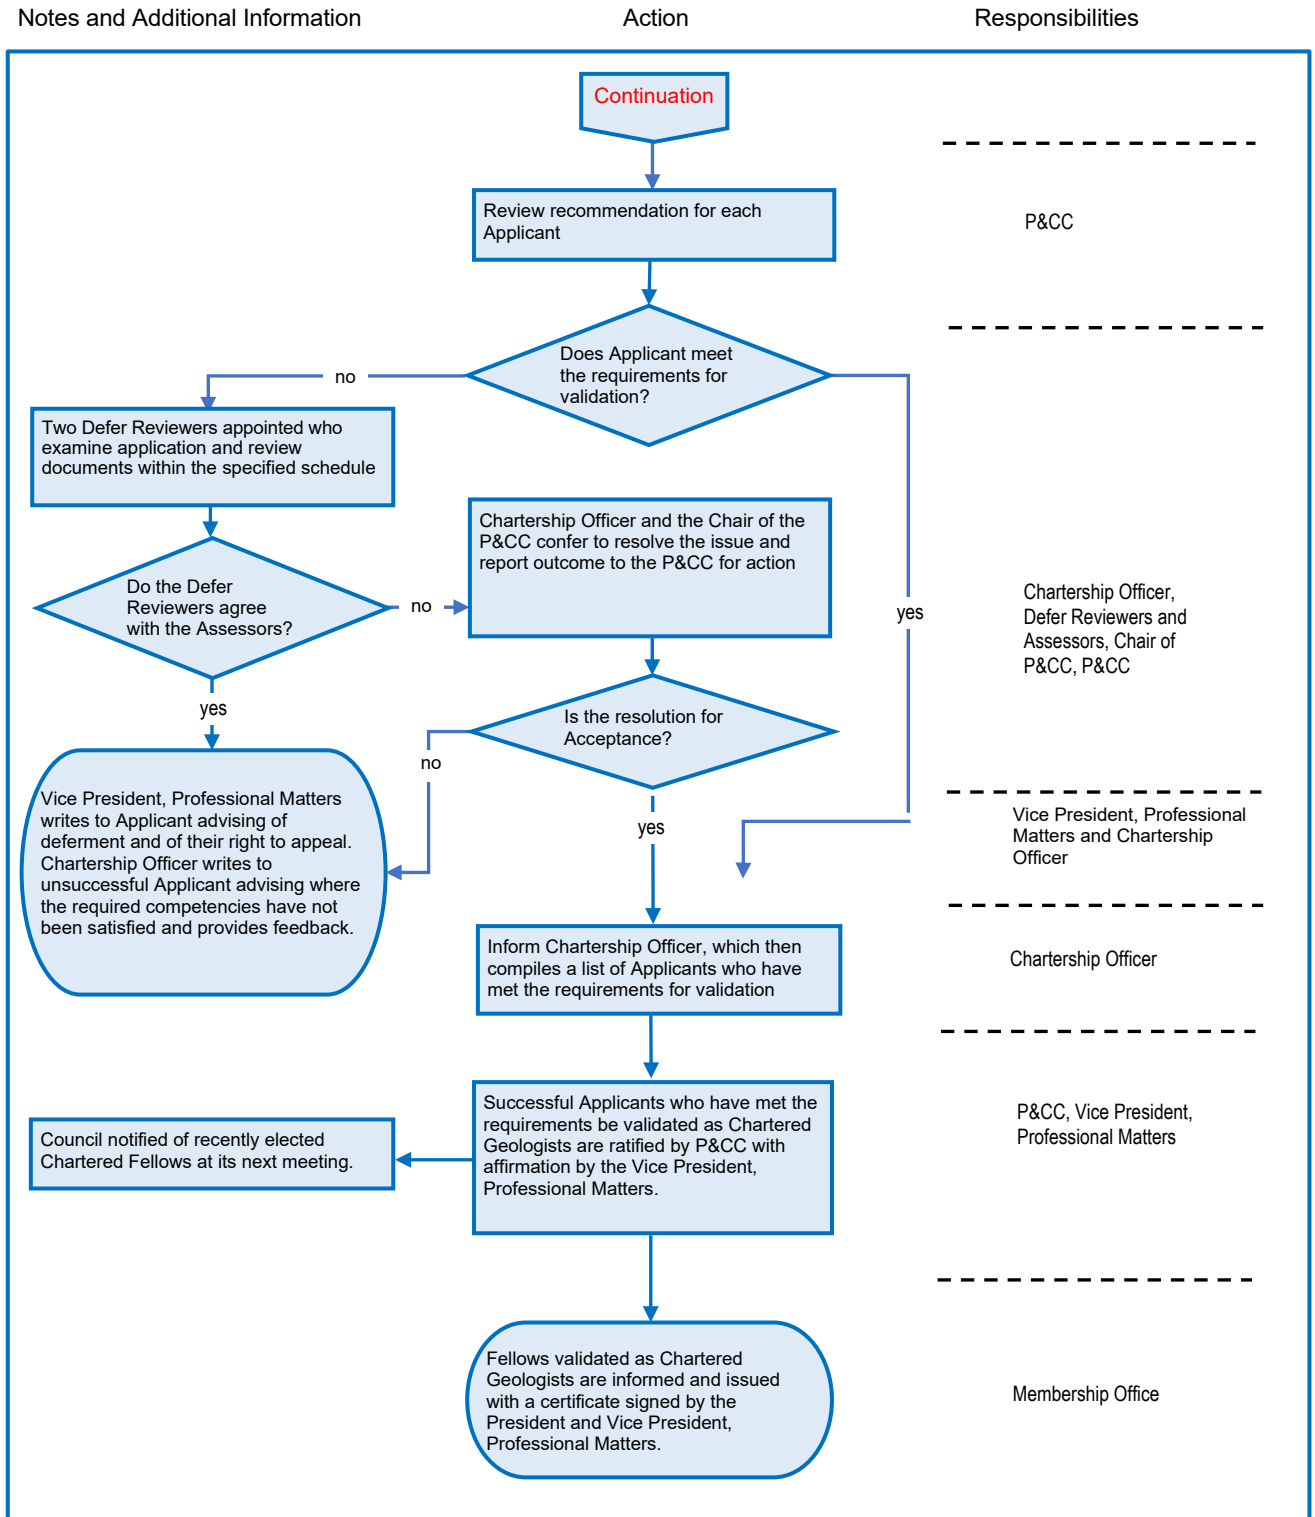 Notes and Additional Information
Action
Responsibilities
Continuation
Review recommendation for each
Applicant
P&CC
Does Applicant meet
the requirements for
validation?
no
Two Defer Reviewers appointed who
examine application and review
documents within the specified schedule
Chartership Officer and the Chair of the
P&CC confer to resolve the issue and
report outcome to the P&CC for action
Do the Defer
Reviewers agree
with the Assessors?
no
yes
Chartership Officer,
Defer Reviewers and
Assessors, Chair of
P&CC, P&CC
yes
Is the resolution for
Acceptance?
no
yes
Vice President, Professional Matters
writes to Applicant advising of
deferment and of their right to appeal.
Chartership Officer writes to
unsuccessful Applicant advising where
the required competencies have not
been satisfied and provides feedback.
Vice President, Professional
Matters and Chartership
Officer
Inform Chartership Officer, which then
compiles a list of Applicants who have
met the requirements for validation
Chartership Officer
Successful Applicants who have met the
requirements be validated as Chartered
Geologists are ratified by P&CC with
affirmation by the Vice President,
Professional Matters.
Council notified of recently elected
Chartered Fellows at its next meeting.
P&CC, Vice President,
Professional Matters
Fellows validated as Chartered
Geologists are informed and issued
with a certificate signed by the
President and Vice President,
Professional Matters.
Membership Office